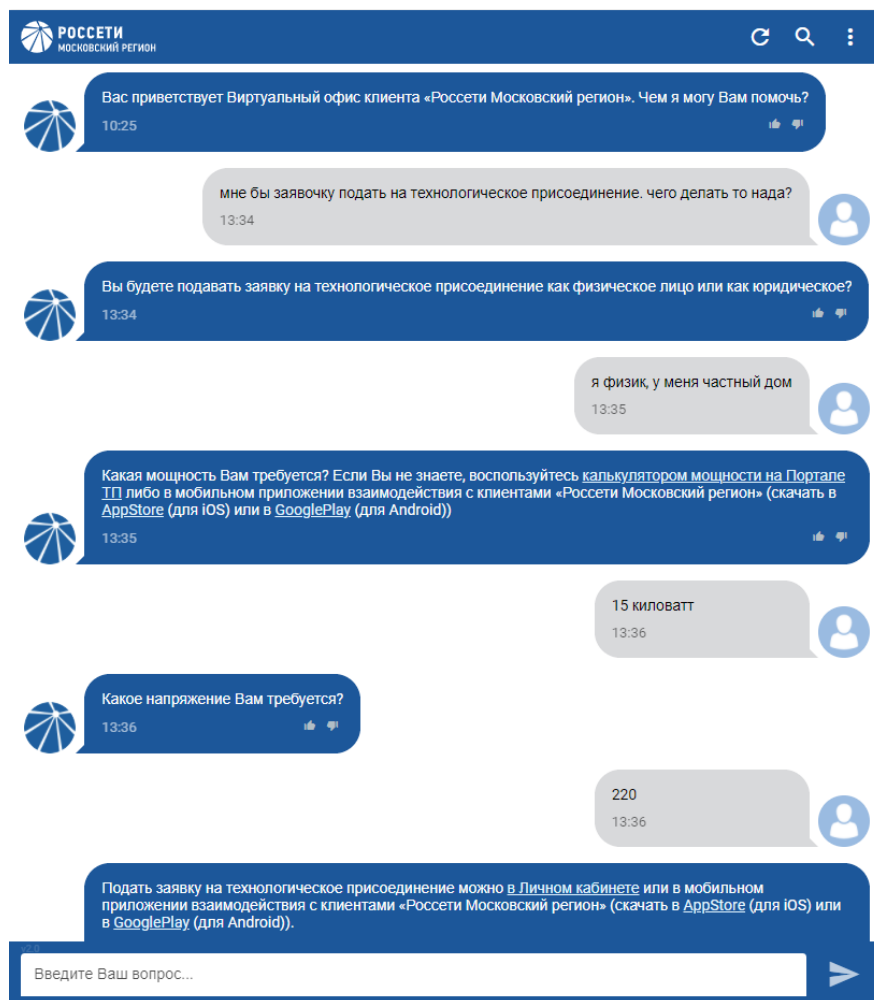 РОССЕТИ
МОСКОВСКИЙ РЕГИОН
Вас приветствует Виртуальный офис клиента «Россети Московский регион». Чем я могу Вам помочь?
10:25
мне бы заявочку подать на технологическое присоединение. чего делать то нада?
13:34
Вы будете подавать заявку на технологическое присоединение как физическое лицо или как юридическое?
13:34
я физик, у меня частный дом
13:35
Какая мощность Вам требуется? Если Вы не знаете, воспользуйтесь калькулятором мощности на Портале
ТП либо в мобильном приложении взаимодействия с клиентами «Россети Московский регион» (скачать в
AppStore (для iOS) или в GooglePlay (для Android))
13:35
15 киловатт
13:36
Какое напряжение Вам требуется?
13:36
220
13:36
Подать заявку на технологическое присоединение можно в Личном кабинете или в мобильном
приложении взаимодействия с клиентами «Россети Московский регион» (скачать в AppStore (для iOS) или
в GooglePlay (для Android)).
v2.0
Введите Ваш вопрос...